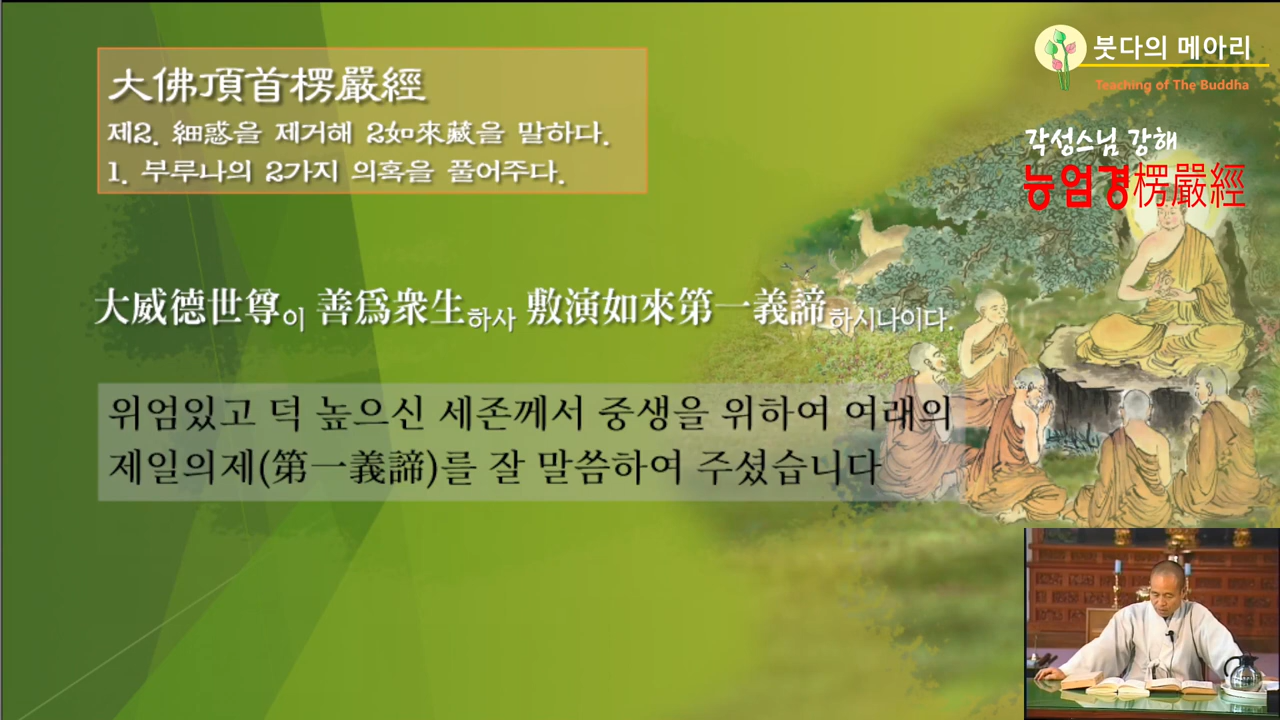 大佛頂首楞嚴經
제2. 細惑을 제거해 2如來藏을 말하다.
1. 부루나의 2가지 의혹을 풀어주다.
붓다의 메아리
Teaching of The Buddha
각성스님 강해
능엄경楞嚴經
大威德世尊이 善爲衆生하사 敷演如來第一義諦하시나이다.
위엄있고 덕 높으신 세존께서 중생을 위하여 여래의
제일의제(第一義諦)를 잘 말씀하여 주셨습니다